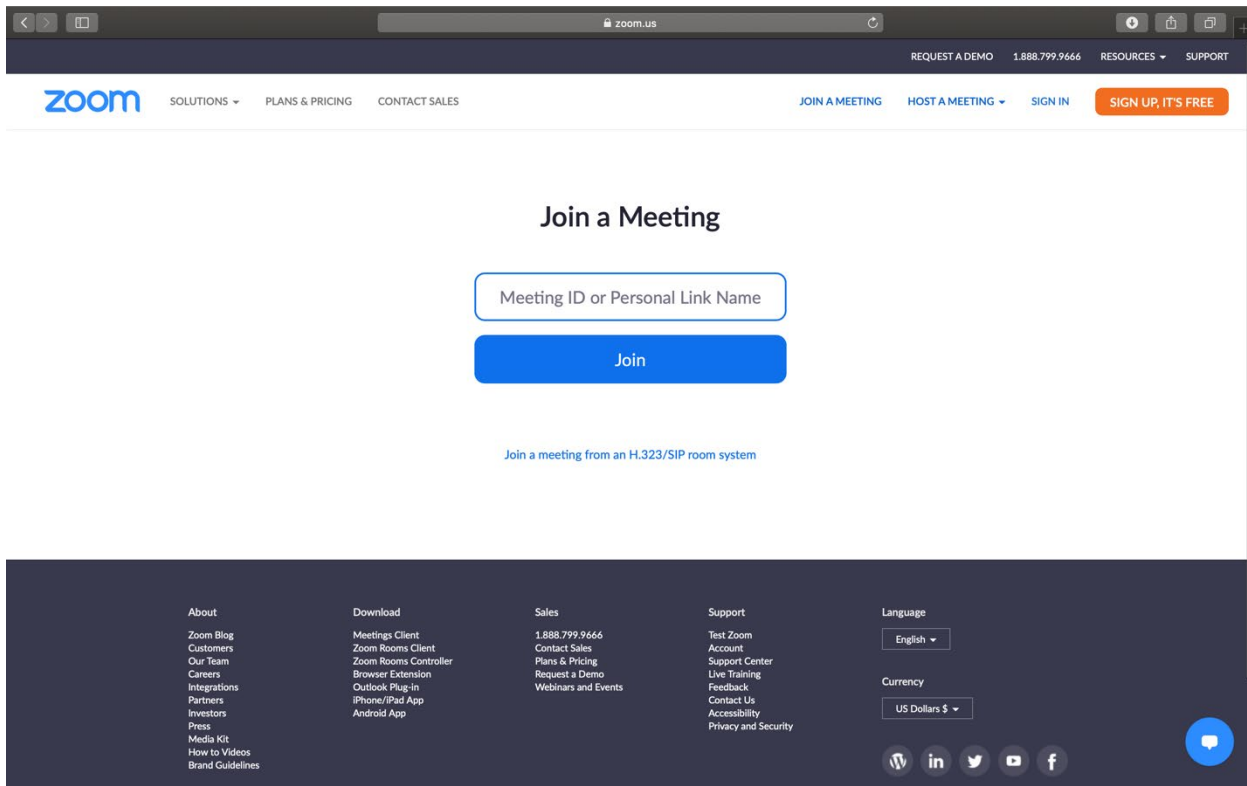 zoom.us
REQUEST A DEMO 1.888.799.9666 RESOURCES SUPPORT
zoom SOLUTIONS PLANS & PRICING CONTACT SALES JOIN A MEETING HOST A MEETING SIGN IN SIGN UP, IT'S FREE
Join a Meeting
Meeting ID or Personal Link Name
Join
Join a meeting from an H.323/SIP room system
About
Zoom Blog
Customers
Our Team
Careers
Integrations
Partners
Investors
Press
Media Kit
How to Videos
Brand Guidelines
Download
Meetings Client
Zoom Rooms Client
Zoom Rooms Controller
Browser Extension
Outlook Plug-in
iPhone/iPad App
Android App
Sales
1.888.799.9666
Contact Sales
Plans & Pricing
Request a Demo
Webinars and Events
Support
Test Zoom
Account
Support Center
Live Training
Feedback
Contact Us
Accessibility
Privacy and Security
Language
English
Currency
US Dollars $